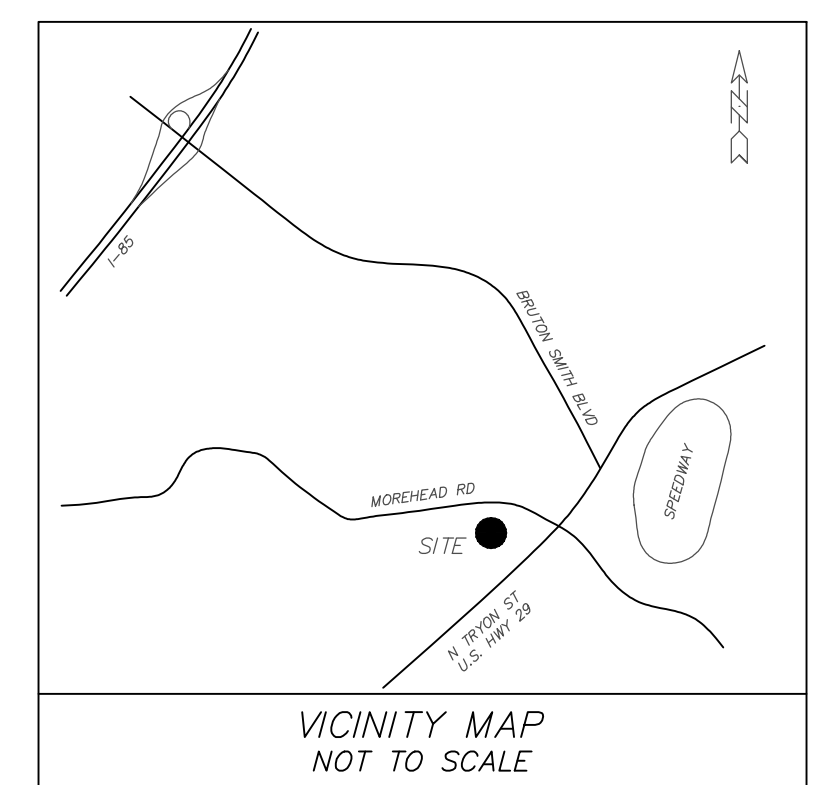 N
I-85
BRUTON SMITH BLVD
SPEEDWAY
MOREHEAD RD
SITE
N TRYON ST
U.S. HWY 29
VICINITY MAP
NOT TO SCALE